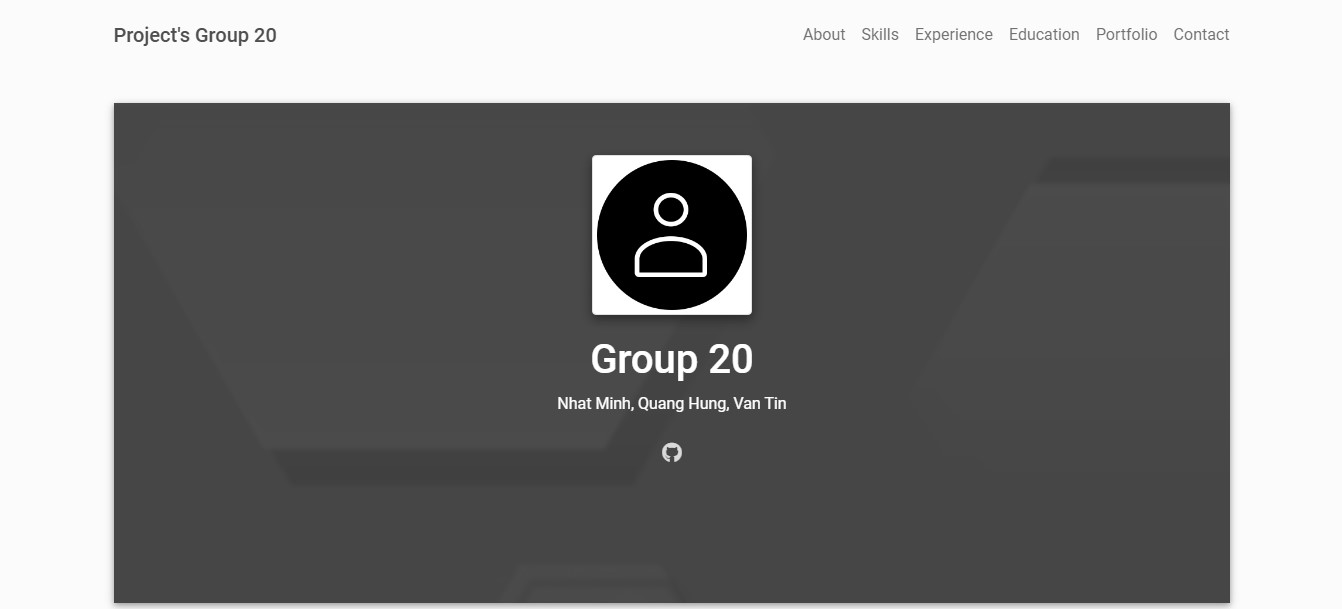 Project's Group 20
About Skills Experience Education Portfolio Contact
Group 20
Nhat Minh, Quang Hung, Van Tin